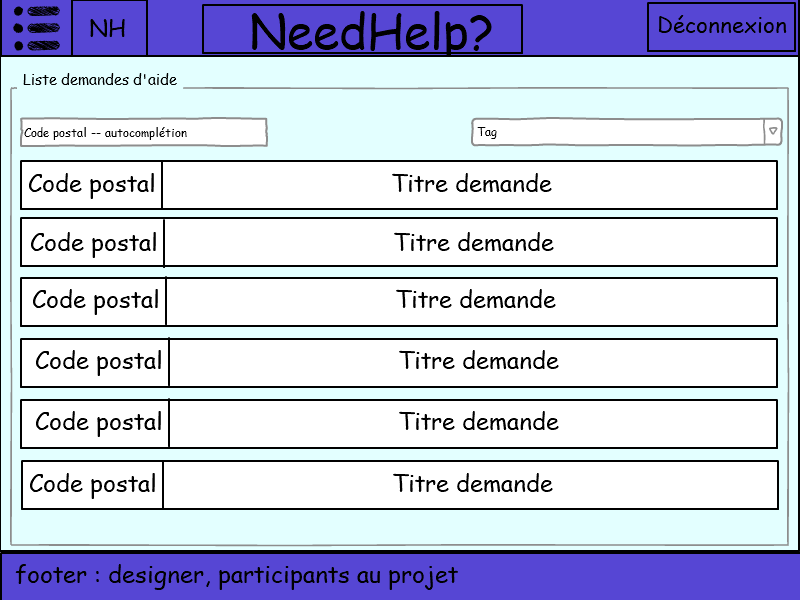 NH
NeedHelp?
Déconnexion
Liste demandes d'aide
Code postal -- autocomplétion
Tag
Code postal Titre demande
Code postal Titre demande
Code postal Titre demande
Code postal Titre demande
Code postal Titre demande
Code postal Titre demande
footer : designer, participants au projet